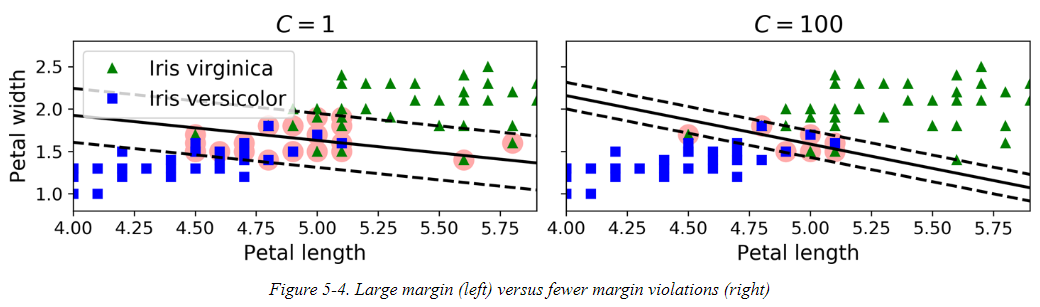 C = 1
C = 100
Petal width
2.5
2.0
1.5
1.0
Iris virginica
Iris versicolor
4.00 4.25 4.50 4.75 5.00 5.25 5.50 5.75
4.00 4.25 4.50 4.75 5.00 5.25 5.50 5.75
Petal length
Petal length
Figure 5-4. Large margin (left) versus fewer margin violations (right)